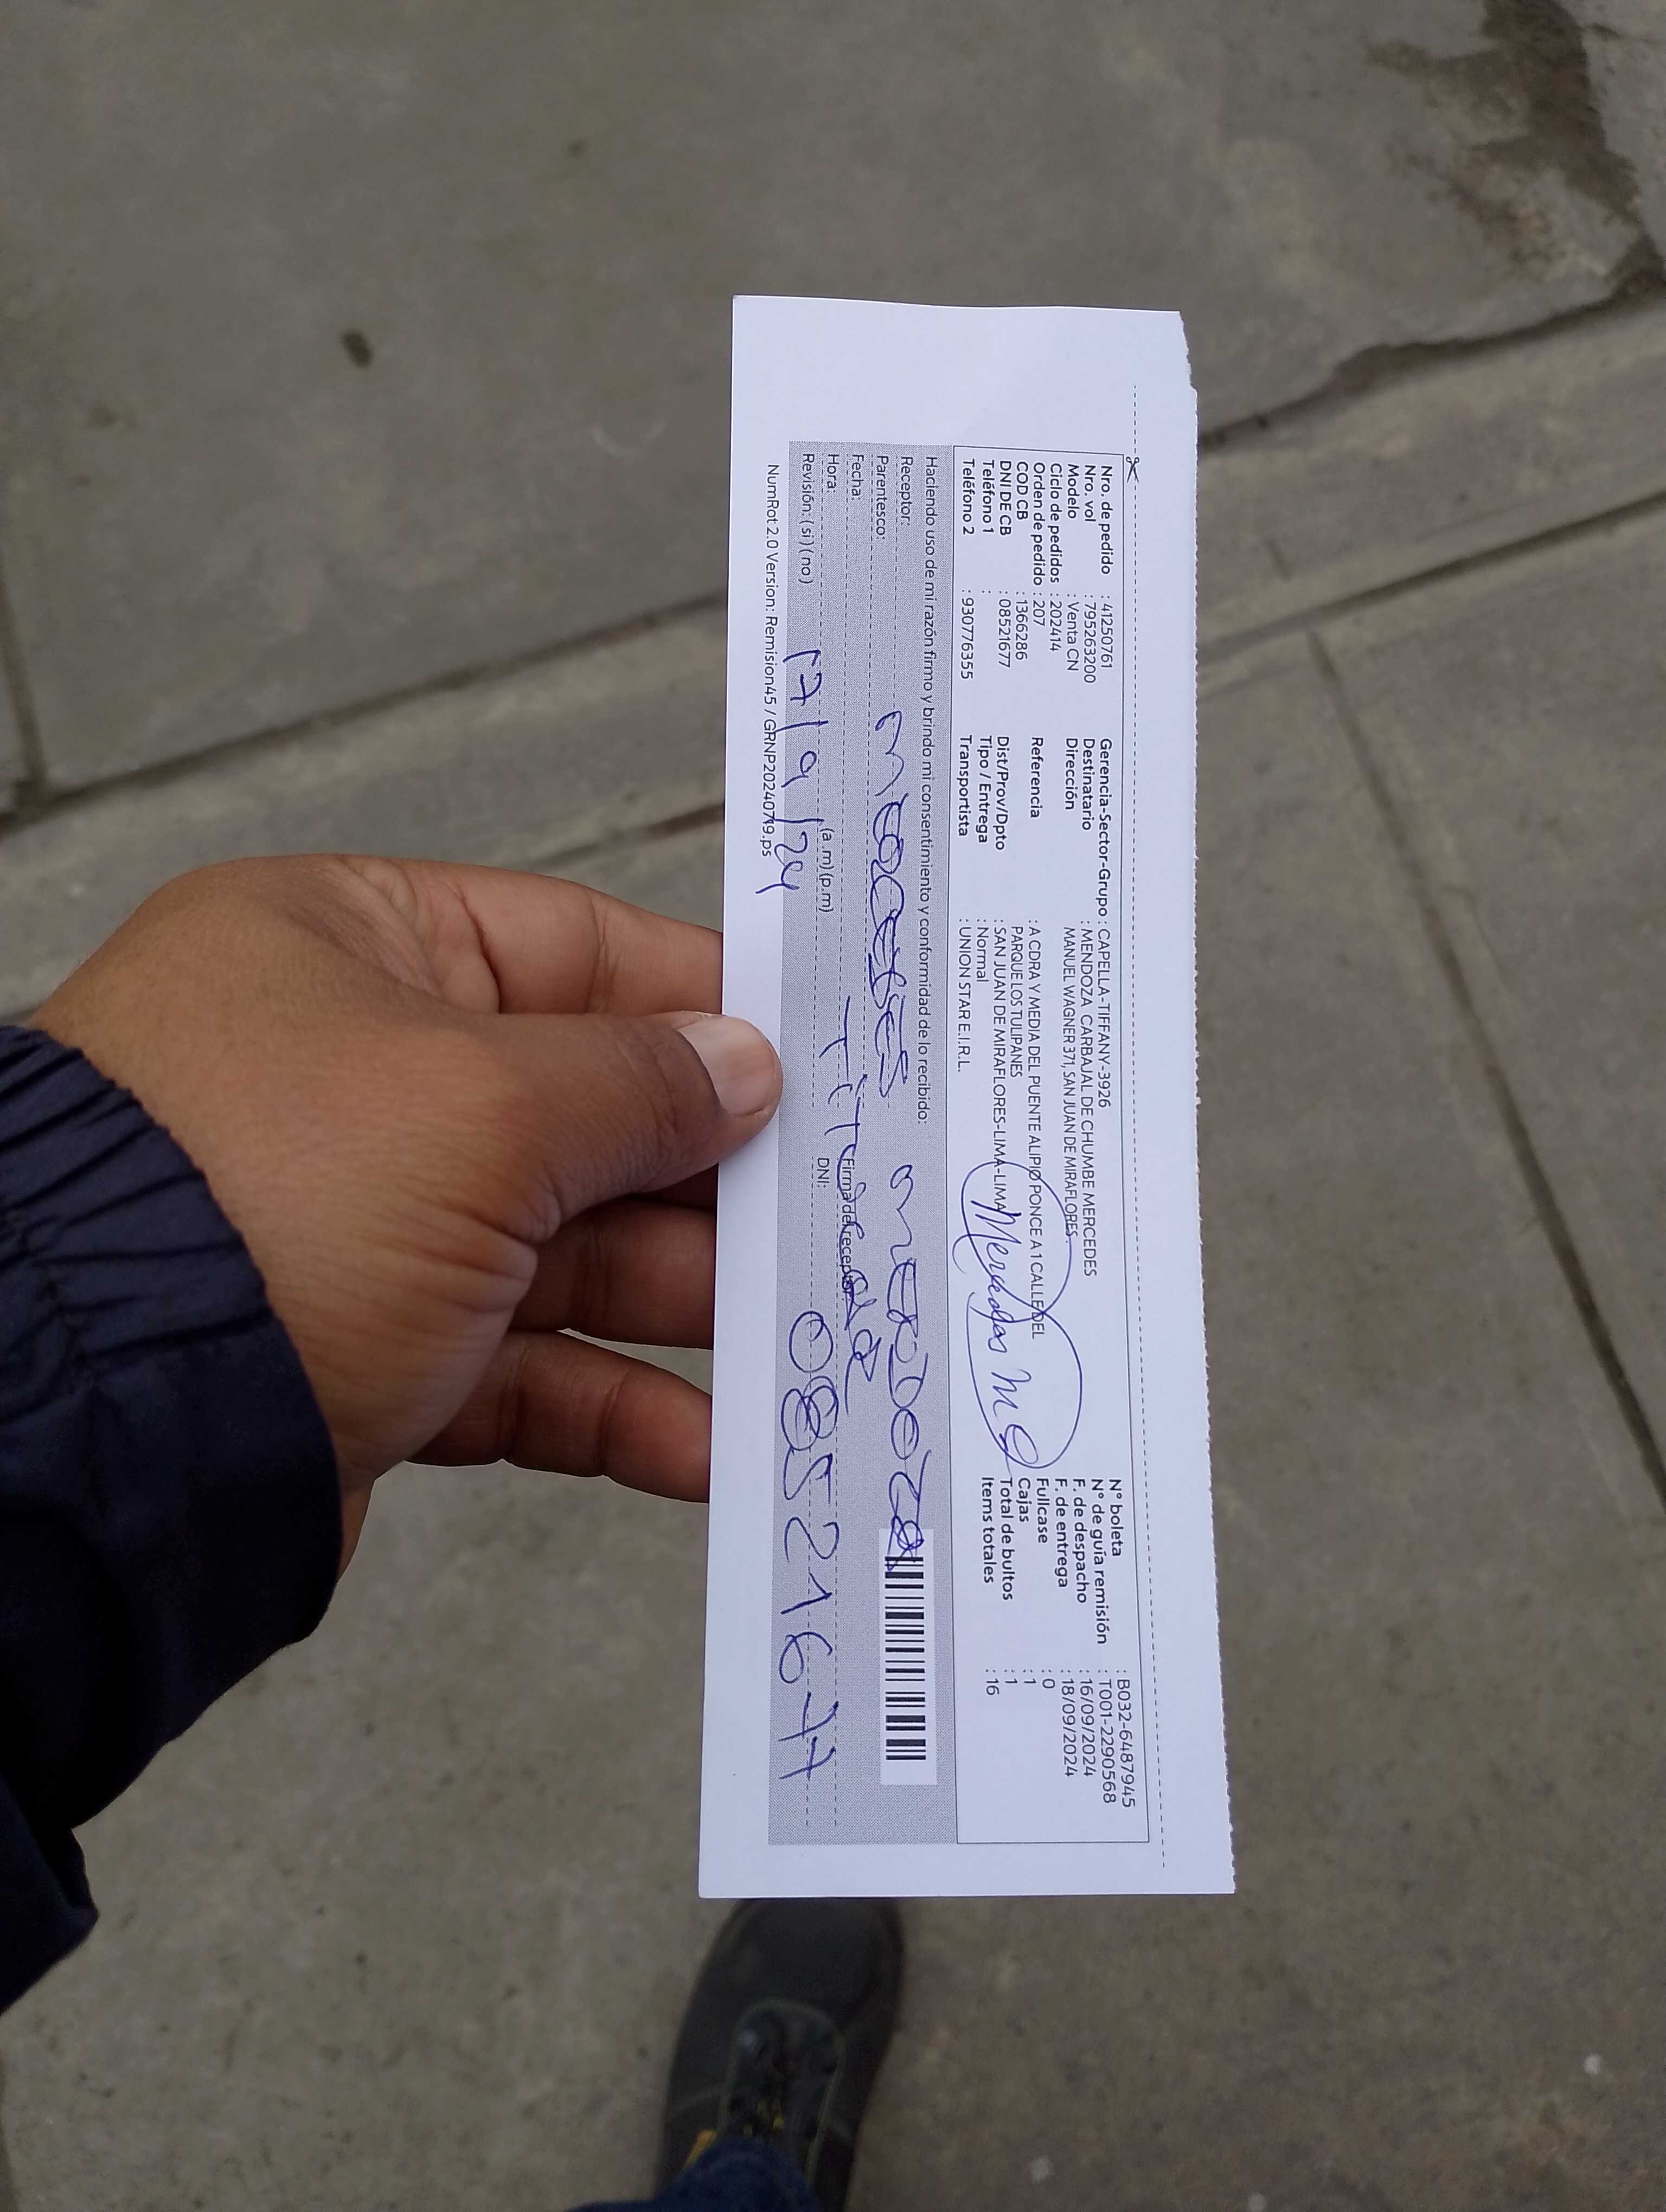 Nro. de pedido : 41250761
Nro. vol : 795263200
Modelo : Venta CN
Ciclo de pedidos : 202414
Orden de pedido : 207
COD CB : 1366286
DNI DE CB : 08521677
Teléfono 1 :
Teléfono 2 : 930776355
Gerencia-Sector-Grupo : CAPELLA-TIFFANY-3926
Destinatario : MENDOZA CARBAJAL DE CHUMBE MERCEDES
Dirección MANUEL WAGNER 371, SAN JUAN DE MIRAFLORES.
Referencia : A CDRA Y MEDIA DEL PUENTE ALIPIO PONCE A 1 CALLE DEL
PARQUE LOS TULIPANES
Dist/Prov/Dpto : SAN JUAN DE MIRAFLORES-LIMA-LIMA
Tipo / Entrega : Normal
Transportista : UNION STAR E.I.R.L.
Mercedes M
N° boleta : B032-6487945
N° de guía remisión : T001-2290568
F. de despacho : 16/09/2024
F. de entrega : 18/09/2024
Fullcase : 0
Cajas : 1
Total de bultos : 1
Items totales : 16
Haciendo uso de mi razón firmo y brindo mi consentimiento y conformidad de lo recibido:
Receptor: mercedes mendoza
Parentesco: Titular
Fecha:
Hora: (a.m) (p.m)
Firma del receptor:
Revisión: (si) (no) 17/9/24
DNI: 08521677
NumRot 2.0 Version: Remision45 / GRNP20240719.ps